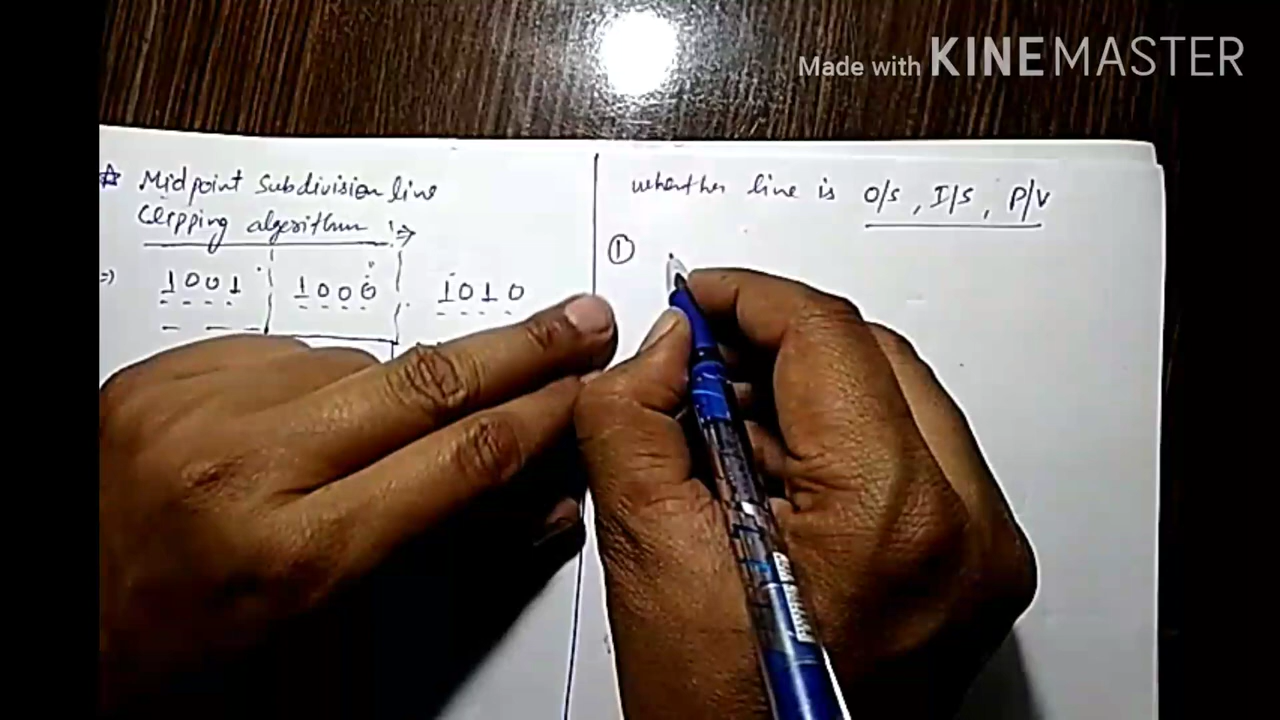 Made with KINEMASTER
☆ Midpoint Subdivision line
Clipping algorithm :→
=) 1001 1000 1010
whether line is O/S, I/S, P/V
①